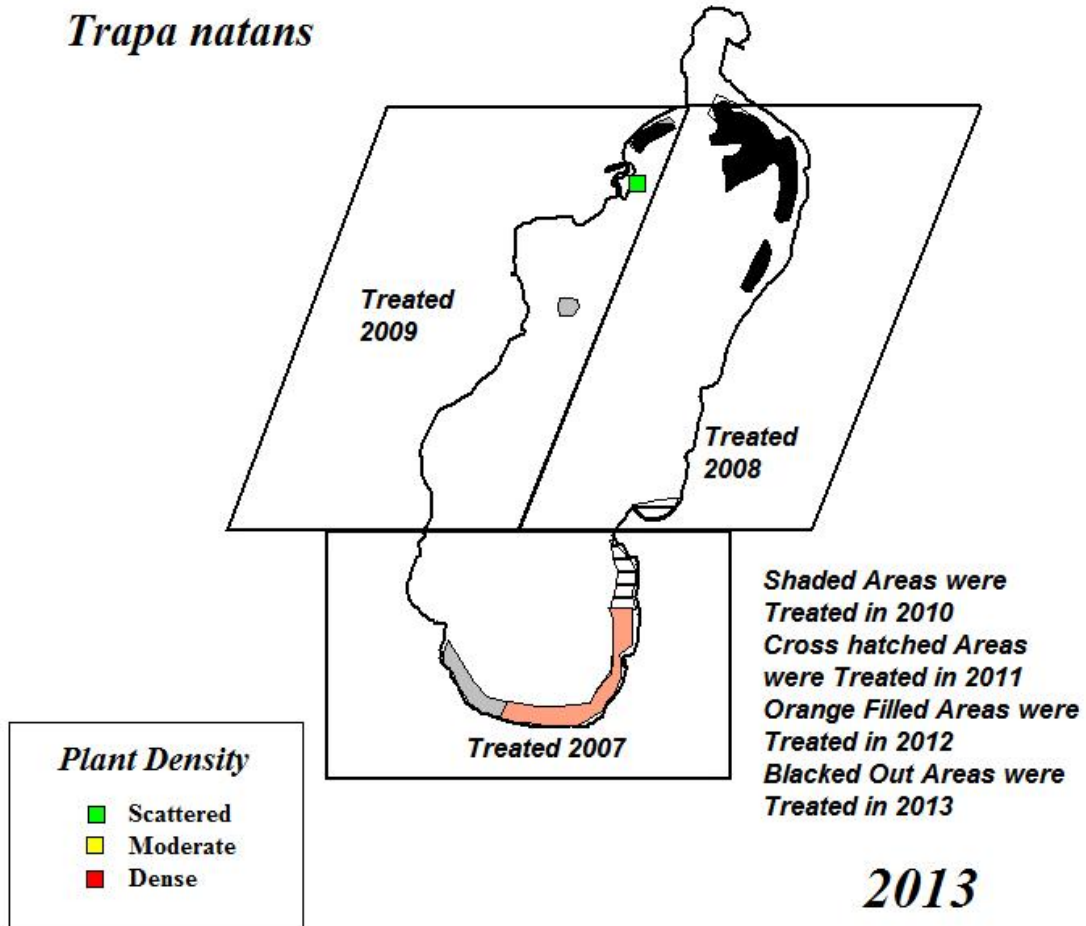 Trapa natans
Treated
2009
Treated
2008
Treated 2007
Shaded Areas were
Treated in 2010
Cross hatched Areas
were Treated in 2011
Orange Filled Areas were
Treated in 2012
Blacked Out Areas were
Treated in 2013
Plant Density
Scattered
Moderate
Dense
2013